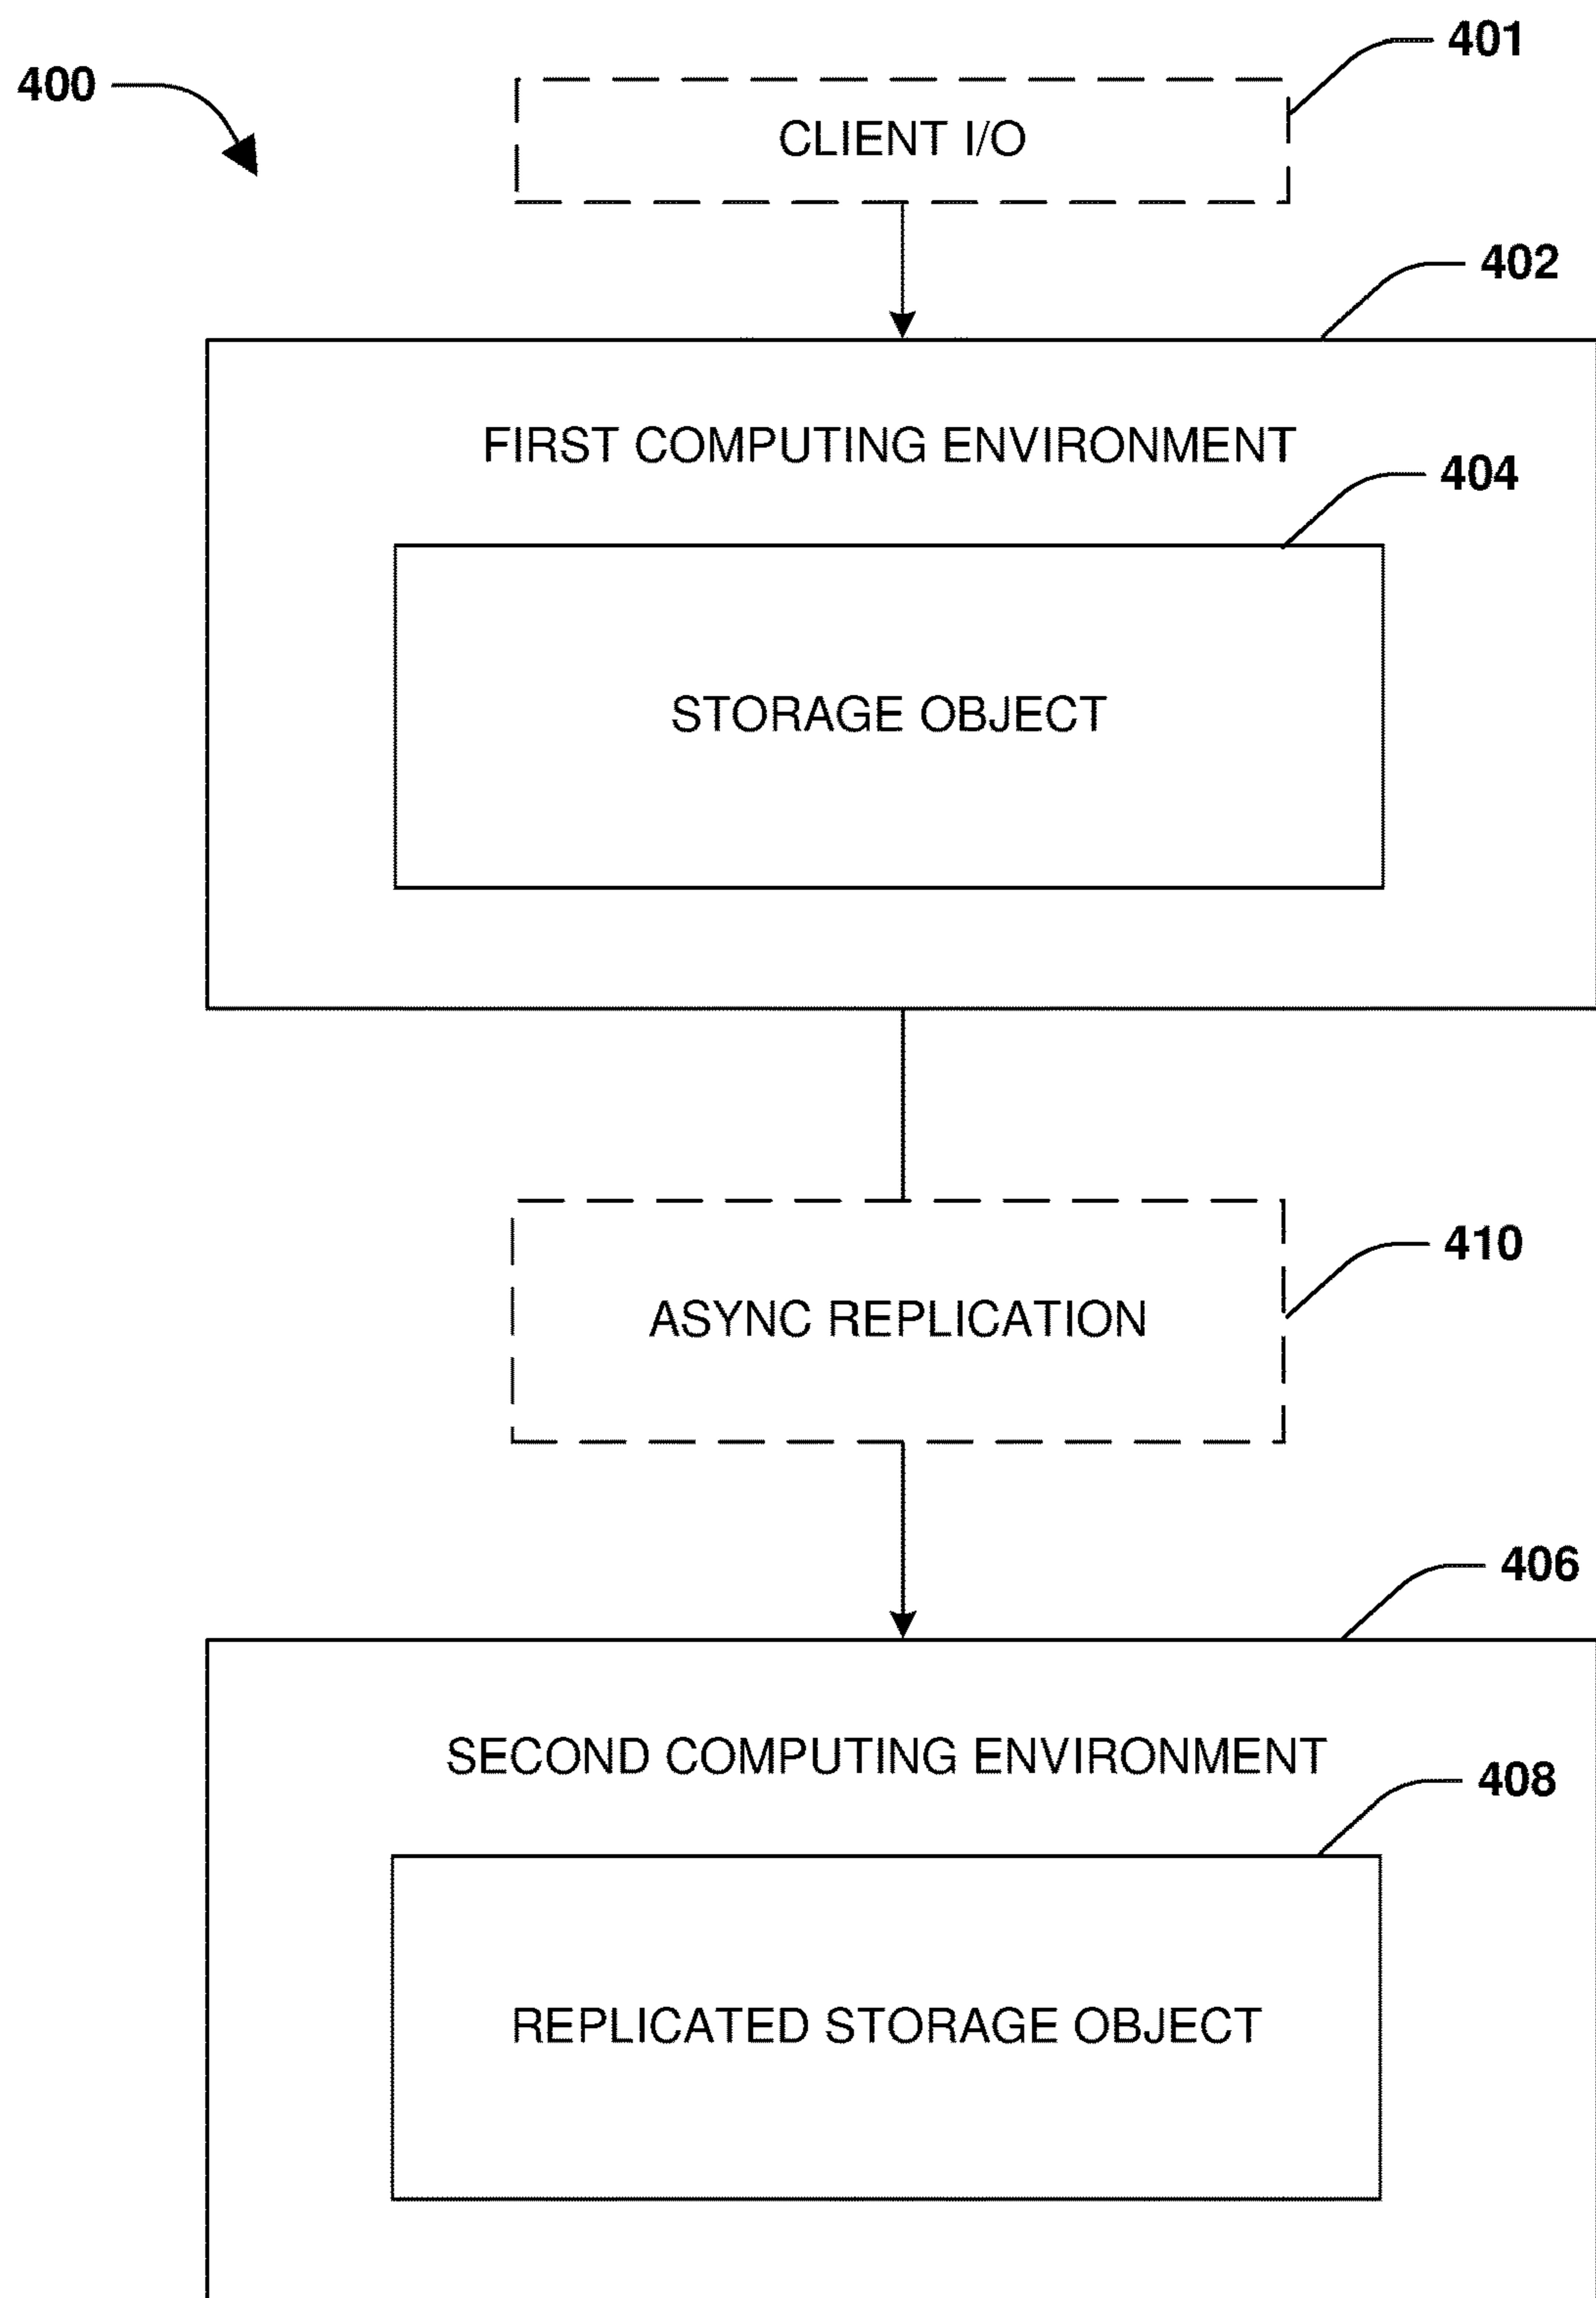 401
400
CLIENT I/O
402
FIRST COMPUTING ENVIRONMENT
404
STORAGE OBJECT
410
ASYNC REPLICATION
406
SECOND COMPUTING ENVIRONMENT
408
REPLICATED STORAGE OBJECT